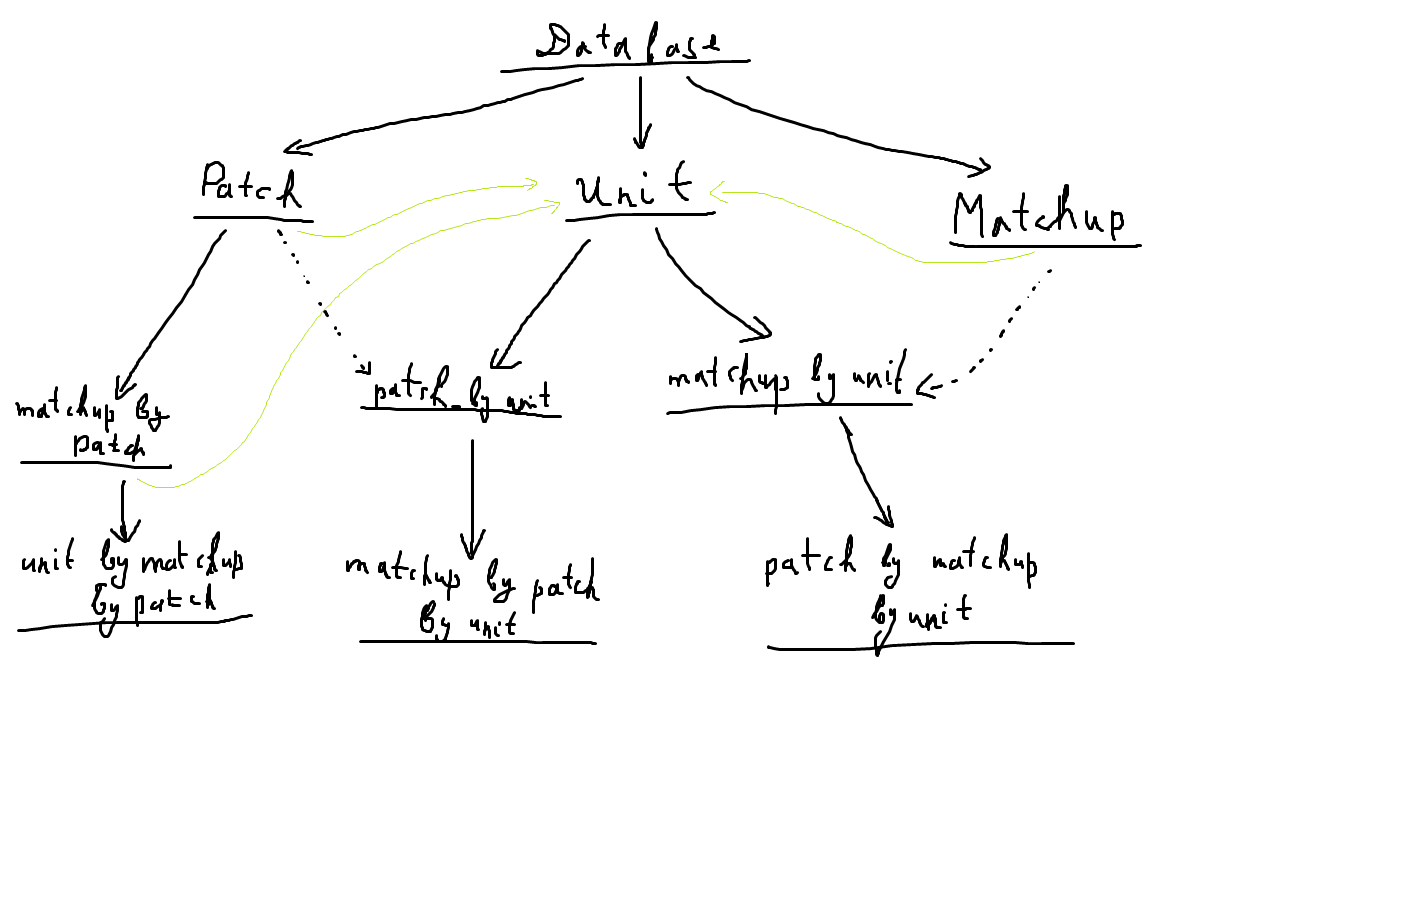 Database
Patch
Unit
Matchup
matchup by
patch
patch_by unit
matchup by unit
unit by matchup
by patch
matchup by patch
by unit
patch by matchup
by unit